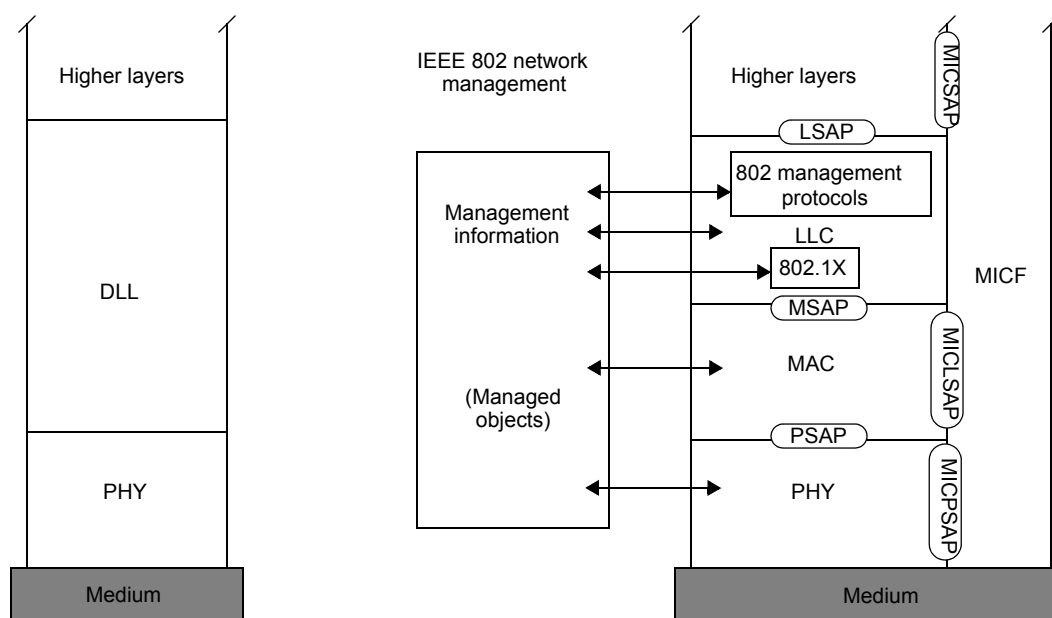 Higher layers
DLL
PHY
Medium
IEEE 802 network
management
Management
information
(Managed
objects)
Higher layers
LSAP
802 management
protocols
LLC
802.1X
MSAP
MAC
PSAP
PHY
MICSAP
MICLSAP
MICPSAP
MICF
Medium